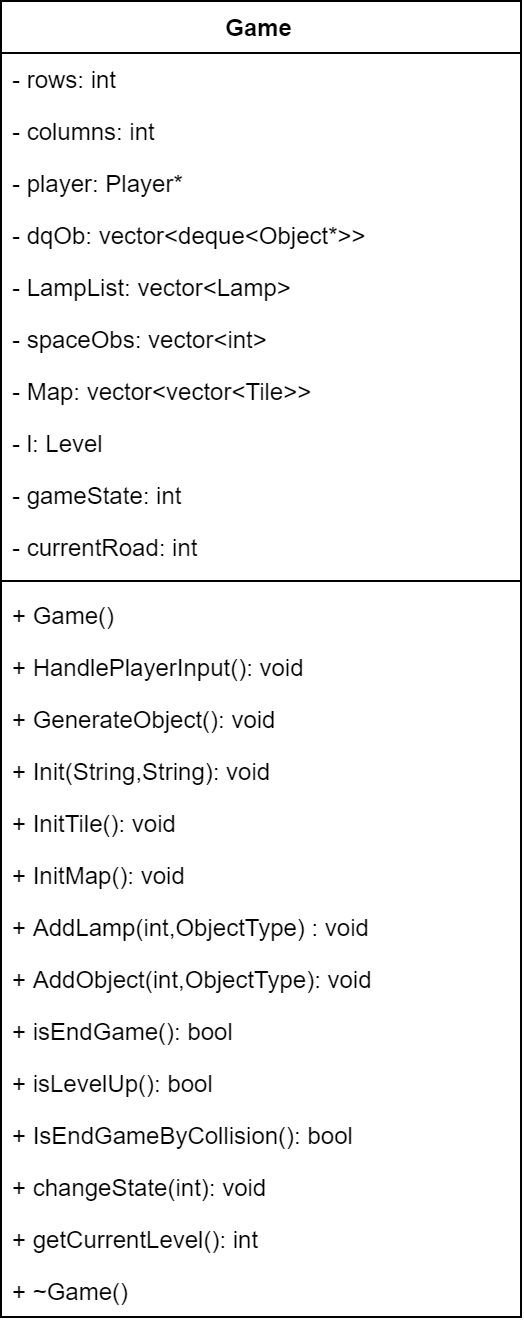 Game
- rows: int
- columns: int
- player: Player*
- dqOb: vector<deque<Object*>>
- LampList: vector<Lamp>
- spaceObs: vector<int>
- Map: vector<vector<Tile>>
- l: Level
- gameState: int
- currentRoad: int
+ Game()
+ HandlePlayerInput(): void
+ GenerateObject(): void
+ Init(String,String): void
+ InitTile(): void
+ InitMap(): void
+ AddLamp(int,ObjectType) : void
+ AddObject(int,ObjectType): void
+ isEndGame(): bool
+ isLevelUp(): bool
+ IsEndGameByCollision(): bool
+ changeState(int): void
+ getCurrentLevel(): int
+ ~Game()